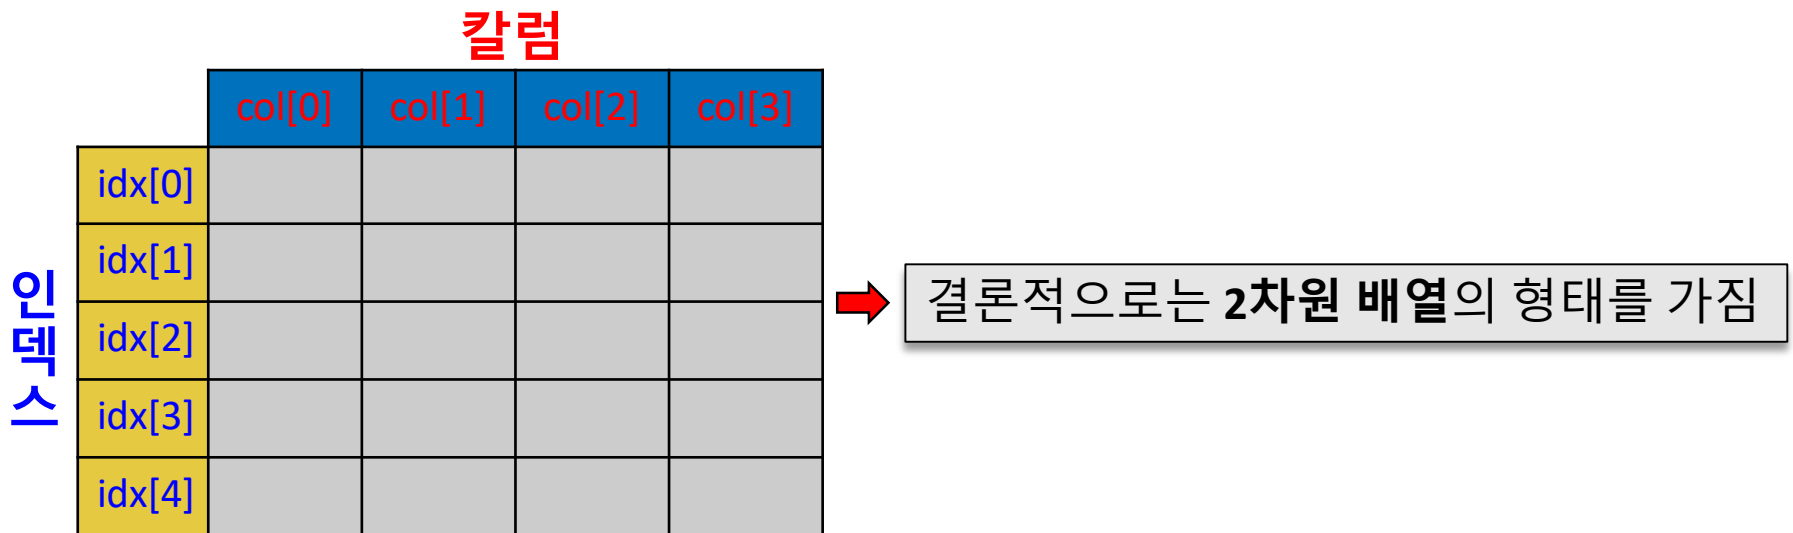 칼럼
col[0] col[1] col[2] col[3]
인덱스
idx[0]
idx[1]
idx[2]
idx[3]
idx[4]
결론적으로는 2차원 배열의 형태를 가짐